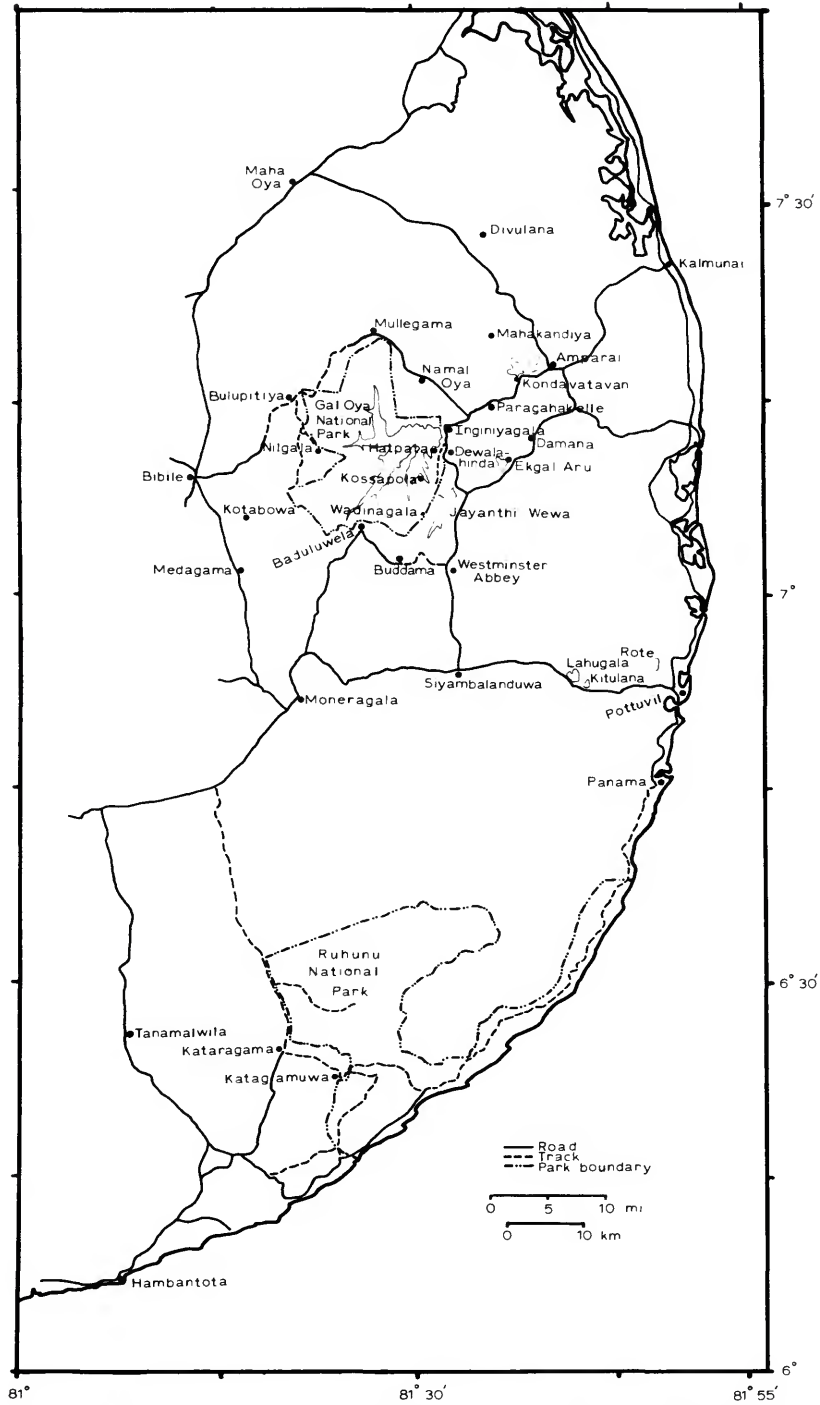 Maha
Oya
7° 30'
Divulana
Kalmunai
Mullegama
Mahakandiya
Amparai
Namal
Oya
Kondavatavan
Bulupitiya
Gal Oya
National
Park
Paragahakelle
Inginiyagala
Damana
Nilgala
Hatpata
Dewala-
hinda
Ekgal Aru
Bibile
Kossapola
Kotabowa
Wadinagala
Jayanthi Wewa
Baduluwela
Medagama
Buddama
Westminster
Abbey
7°
Rote
Lahugala
Kitulana
Siyambalanduwa
Moneragala
Pottuvil
Panama
Ruhunu
National
Park
6° 30'
Tanamalwila
Kataragama
Katagamuwa
Road
Track
Park boundary
0 5 10 mi
0 10 km
Hambantota
6°
81° 81° 30' 81° 55'